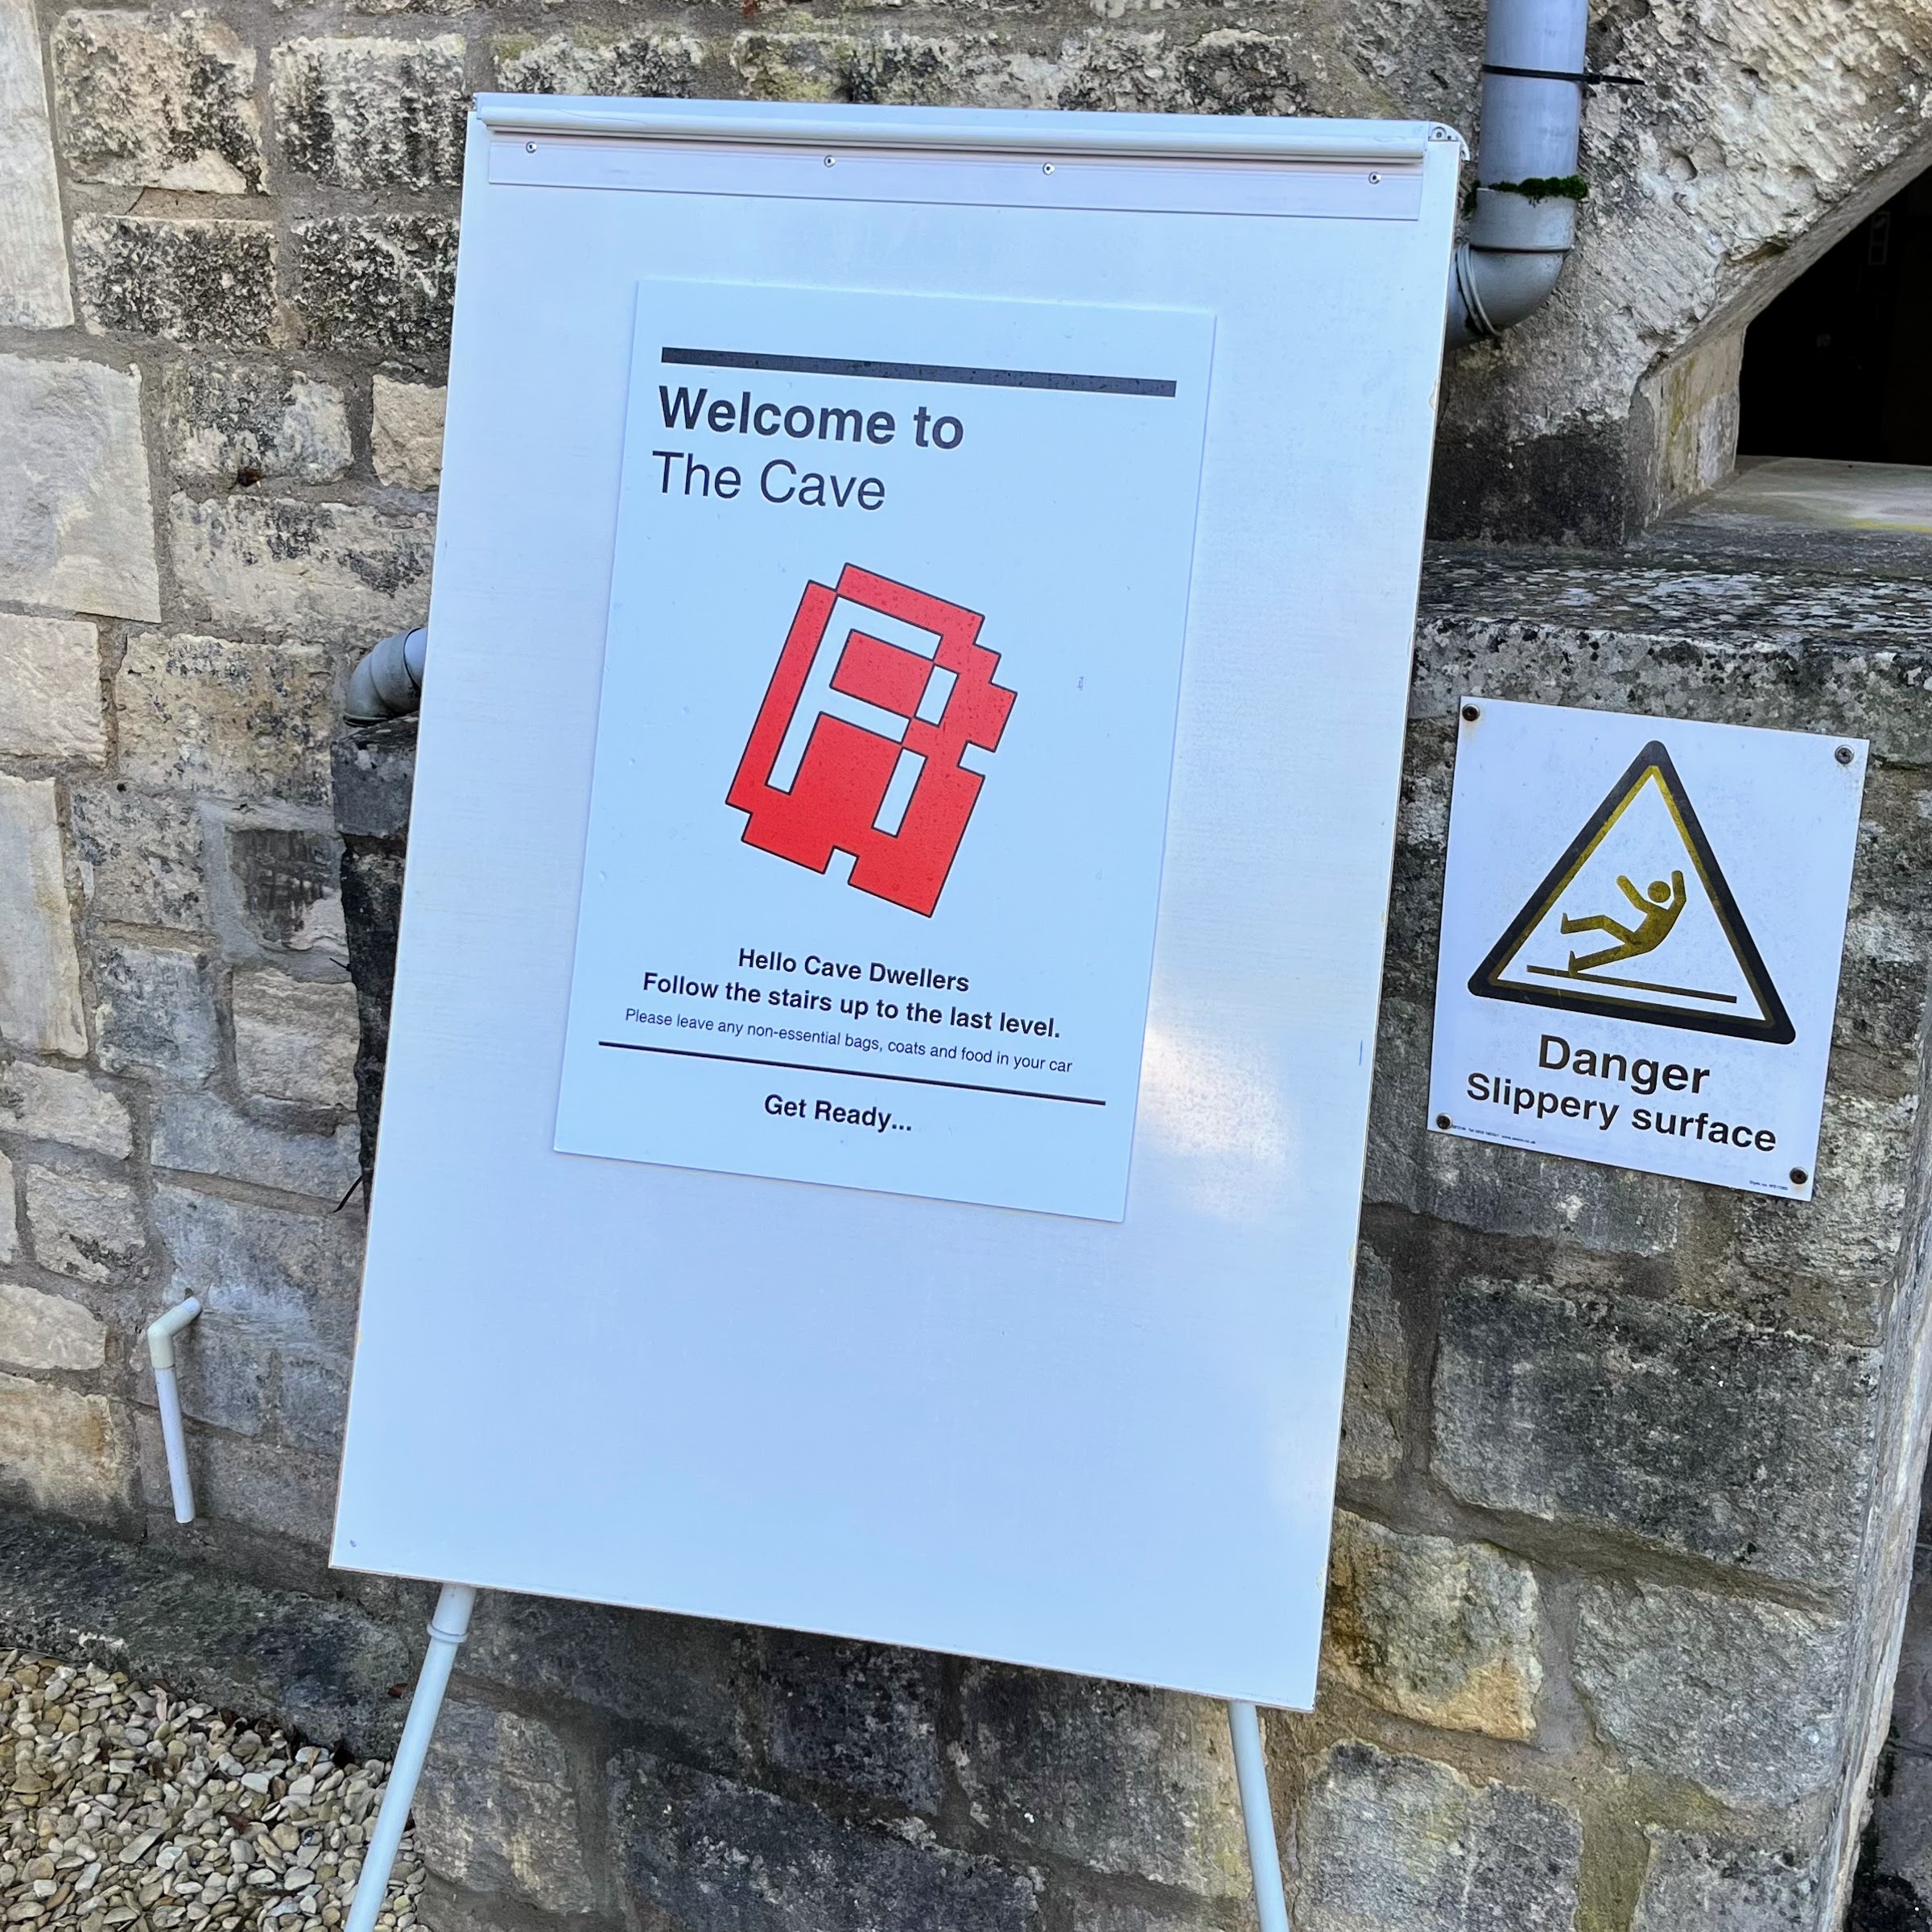 Welcome to
The Cave
R
Hello Cave Dwellers
Follow the stairs up to the last level.
Please leave any non-essential bags, coats and food in your car
Get Ready...
Danger
Slippery surface